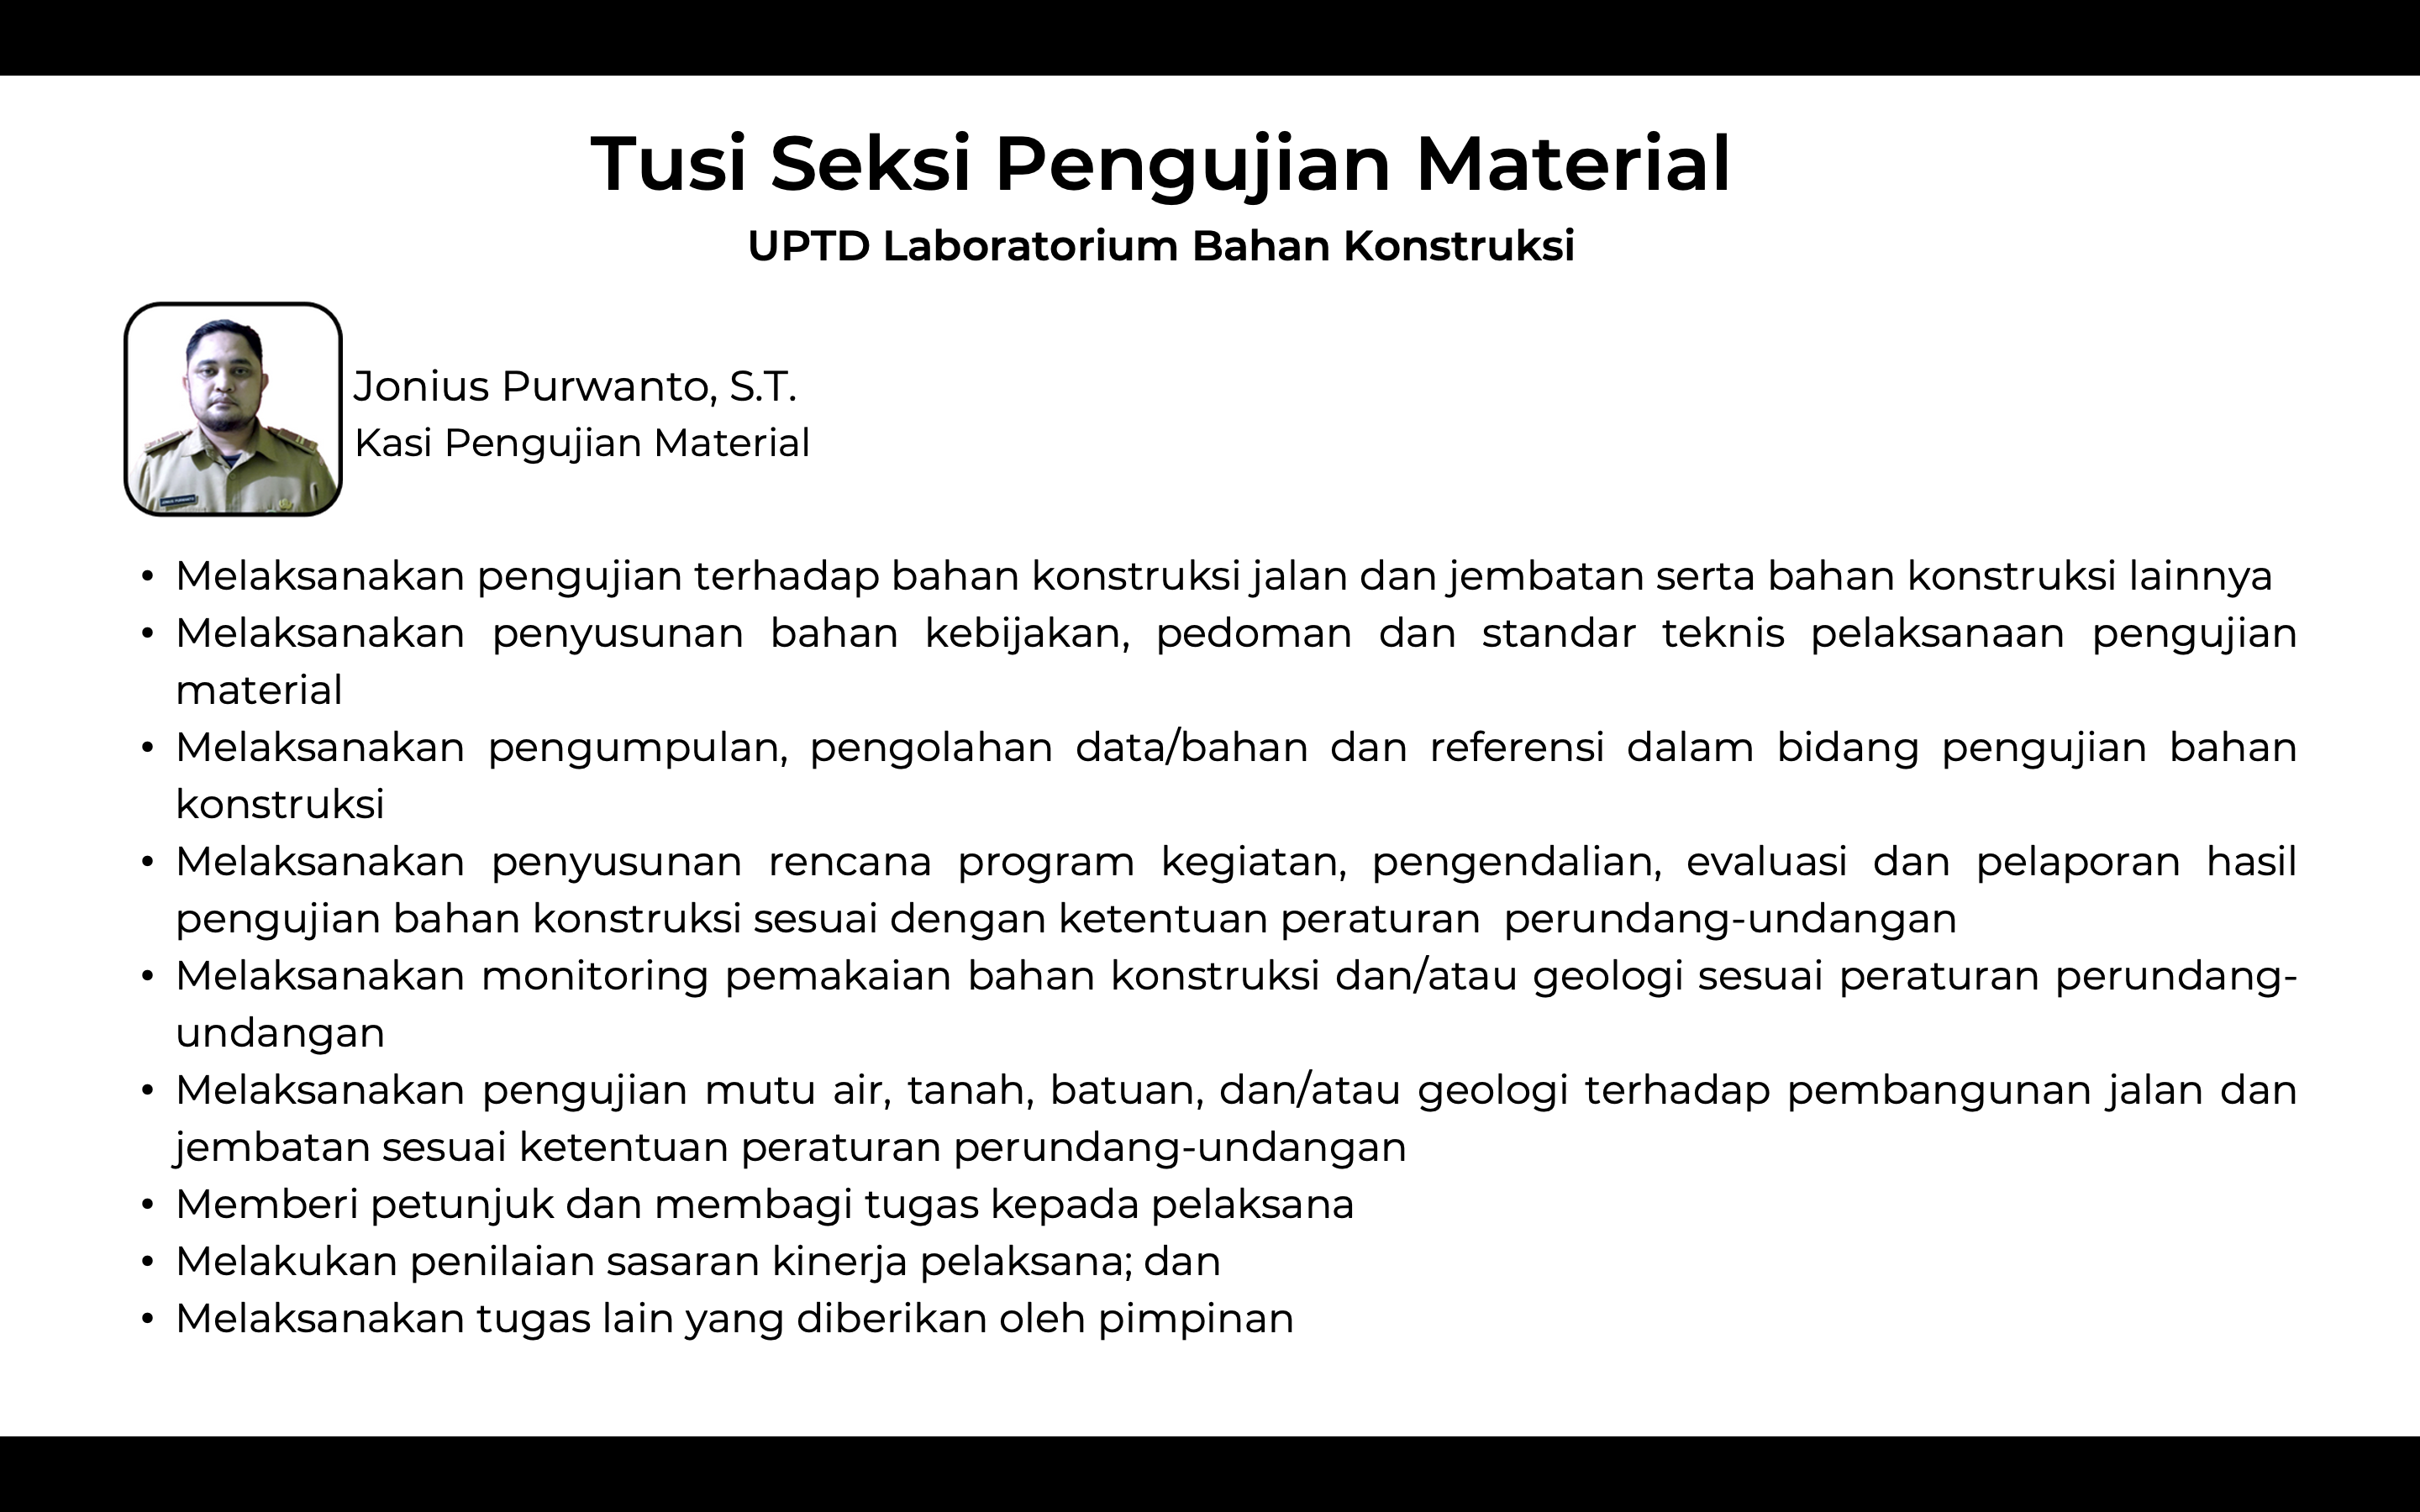 Tusi Seksi Pengujian Material
UPTD Laboratorium Bahan Konstruksi
Jonius Purwanto, S.T.
Kasi Pengujian Material
• Melaksanakan pengujian terhadap bahan konstruksi jalan dan jembatan serta bahan konstruksi lainnya
• Melaksanakan penyusunan bahan kebijakan, pedoman dan standar teknis pelaksanaan pengujian
material
• Melaksanakan pengumpulan, pengolahan data/bahan dan referensi dalam bidang pengujian bahan
konstruksi
• Melaksanakan penyusunan rencana program kegiatan, pengendalian, evaluasi dan pelaporan hasil
pengujian bahan konstruksi sesuai dengan ketentuan peraturan  perundang-undangan
• Melaksanakan monitoring pemakaian bahan konstruksi dan/atau geologi sesuai peraturan perundang-
undangan
• Melaksanakan pengujian mutu air, tanah, batuan, dan/atau geologi terhadap pembangunan jalan dan
jembatan sesuai ketentuan peraturan perundang-undangan
• Memberi petunjuk dan membagi tugas kepada pelaksana
• Melakukan penilaian sasaran kinerja pelaksana; dan
• Melaksanakan tugas lain yang diberikan oleh pimpinan